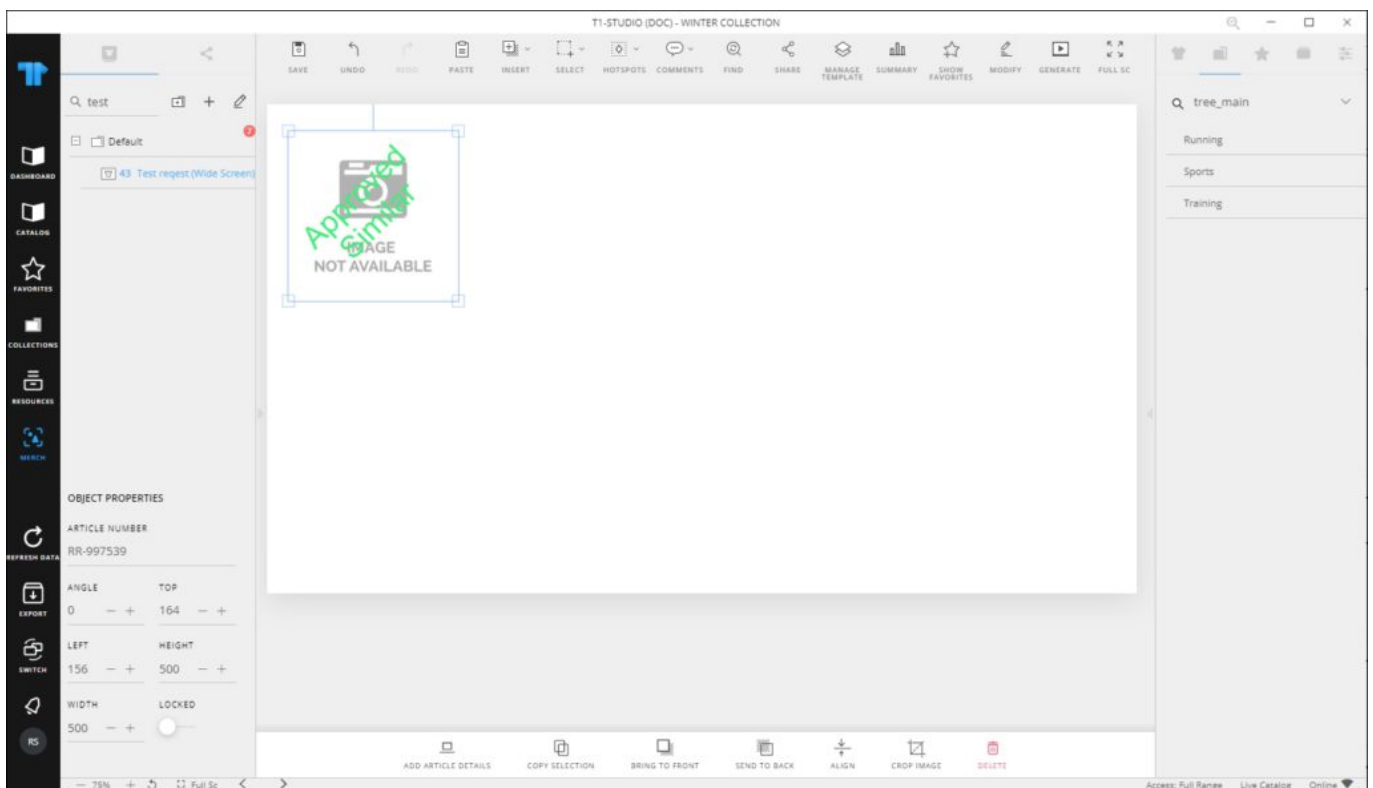 T1-STUDIO (DOC) - WINTER COLLECTION
SAVE
UNDO
REDO
PASTE
INSERT
SELECT
HOTSPOTS
COMMENTS
FIND
SHARE
MANAGE TEMPLATE
SUMMARY
SHOW FAVORITES
MODIFY
GENERATE
FULL SC
test
Default
43 Test reqest (Wide Screen)
DASHBOARD
CATALOG
FAVORITES
COLLECTIONS
RESOURCES
MERCH
REFRESH DATA
EXPORT
SWITCH
RS
Approved
Similar
IMAGE
NOT AVAILABLE
tree_main
Running
Sports
Training
OBJECT PROPERTIES
ARTICLE NUMBER
RR-997539
ANGLE TOP
0 − + 164 − +
LEFT HEIGHT
156 − + 500 − +
WIDTH LOCKED
500 − +
ADD ARTICLE DETAILS
COPY SELECTION
BRING TO FRONT
SEND TO BACK
ALIGN
CROP IMAGE
DELETE
− 75% + Full Sc
Access: Full Range Live Catalog Online